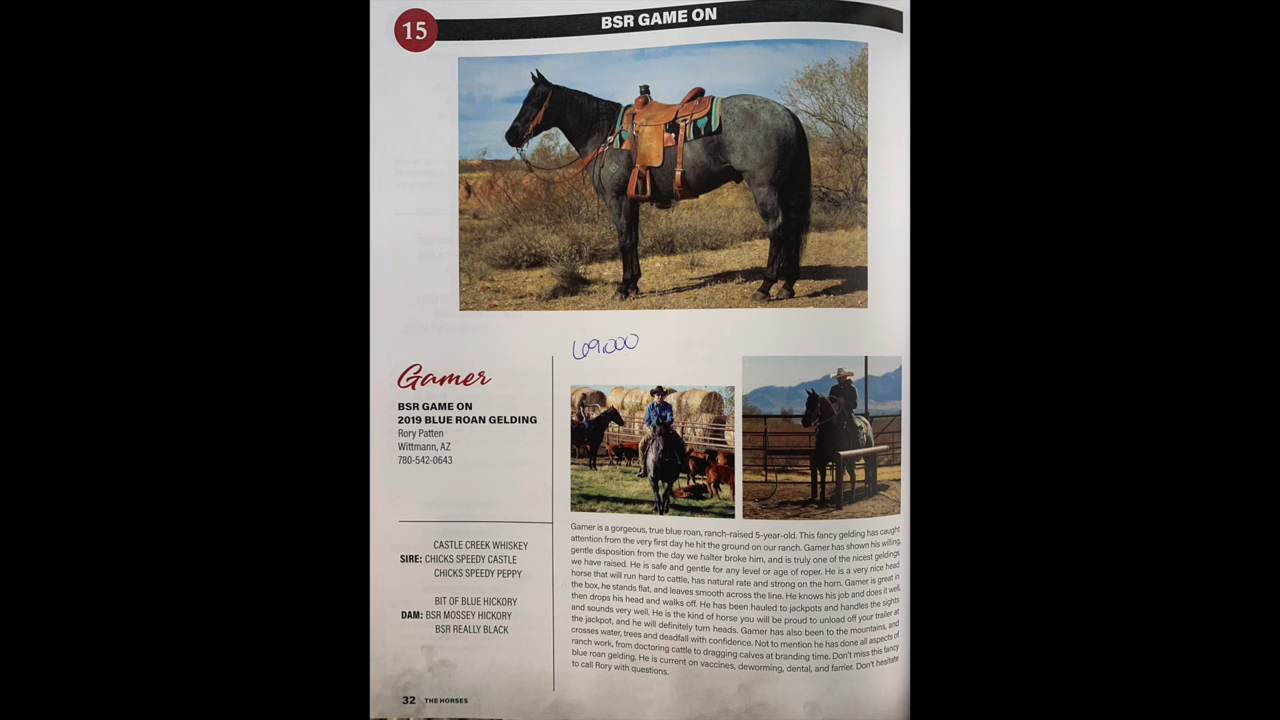 15
BSR GAME ON
69,000
Gamer
BSR GAME ON
2019 BLUE ROAN GELDING
Rory Patten
Wittmann, AZ
780-542-0643
CASTLE CREEK WHISKEY
SIRE: CHICKS SPEEDY CASTLE
CHICKS SPEEDY PEPPY
BIT OF BLUE HICKORY
DAM: BSR MOSSEY HICKORY
BSR REALLY BLACK
Gamer is a gorgeous, true blue roan, ranch-raised 5-year-old. This fancy gelding has caught
attention from the very first day he hit the ground on our ranch. Gamer has shown his willing,
gentle disposition from the day we halter broke him, and is truly one of the nicest geldings
we have raised. He is safe and gentle for any level or age of roper. He is a very nice head
horse that will run hard to cattle, has natural rate and strong on the horn. Gamer is great in
the box, he stands flat, and leaves smooth across the line. He knows his job and does it well,
then drops his head and walks off. He has been hauled to jackpots and handles the sights
and sounds very well. He is the kind of horse you will be proud to unload off your trailer at
the jackpot, and he will definitely turn heads. Gamer has also been to the mountains, and
crosses water, trees and deadfall with confidence. Not to mention he has done all aspects of
ranch work, from doctoring cattle to dragging calves at branding time. Don't miss this fancy
blue roan gelding. He is current on vaccines, deworming, dental, and farrier. Don't hesitate
to call Rory with questions.
32 THE HORSES